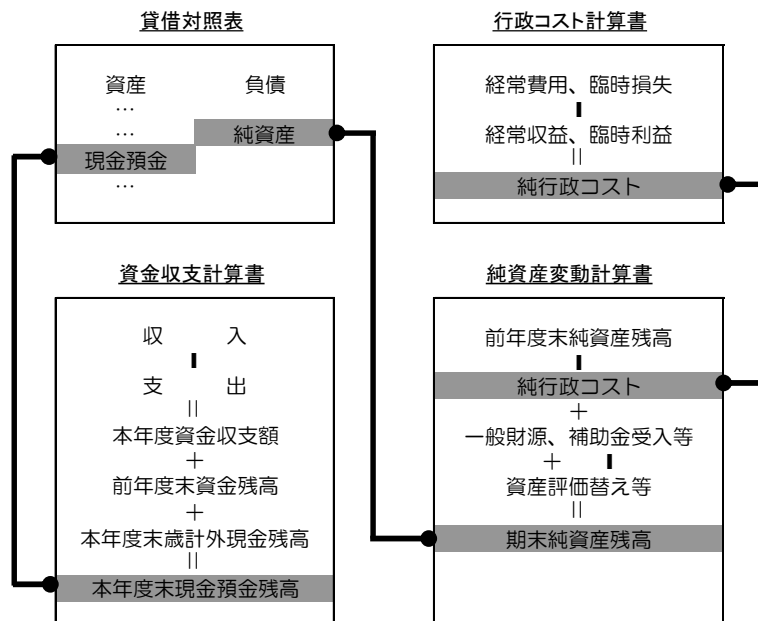 貸借対照表
資産 負債
…
… 純資産
現金預金
…
行政コスト計算書
経常費用、臨時損失
ー
経常収益、臨時利益
||
純行政コスト
資金収支計算書
収 入
ー
支 出
||
本年度資金収支額
＋
前年度末資金残高
＋
本年度末歳計外現金残高
||
本年度末現金預金残高
純資産変動計算書
前年度末純資産残高
ー
純行政コスト
＋
一般財源、補助金受入等
＋ ー
資産評価替え等
||
期末純資産残高